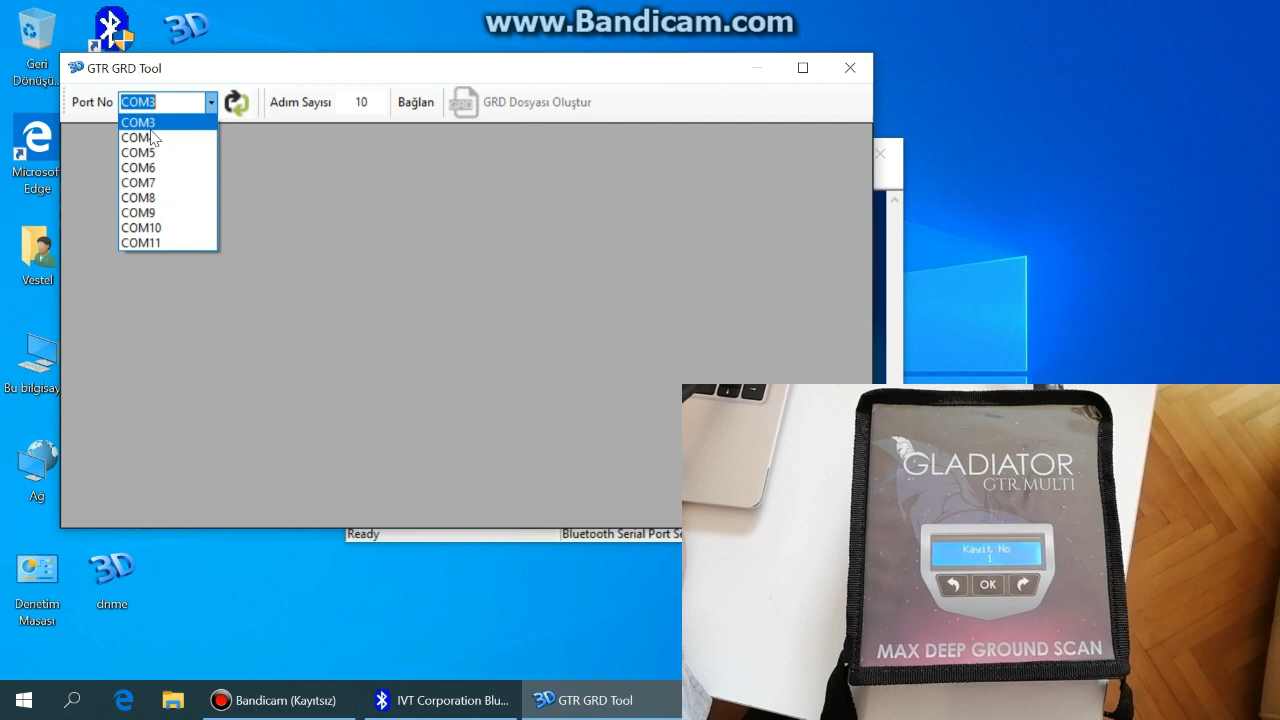 www.Bandicam.com
Geri
Dönüşü...
GTR GRD Tool
Port No
COM3
Adım Sayısı
10
Bağlan
GRD Dosyası Oluştur
COM3
COM4
COM5
COM6
COM7
COM8
COM9
COM10
COM11
Microsof
Edge
Vestel
Bu bilgisay
Ağ
Denetim
Masası
dnme
Ready
Bluetooth Serial Port Se
GLADIATOR
GTR MULTI
Kayit No
1
OK
MAX DEEP GROUND SCAN
Bandicam (Kayıtsız)
IVT Corporation Blu...
GTR GRD Tool